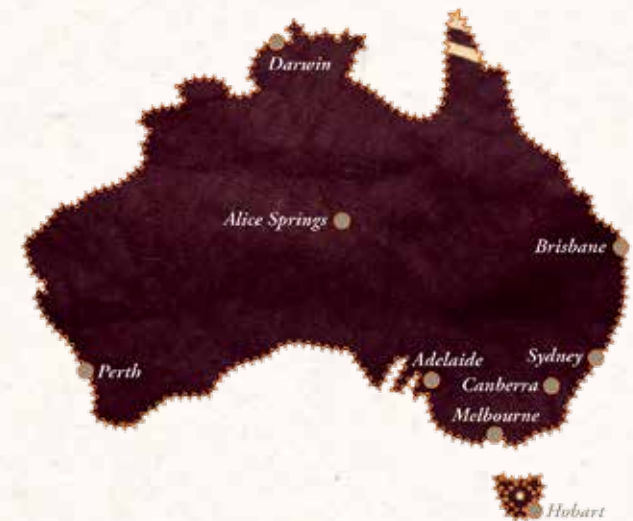 Darwin
Alice Springs
Brisbane
Perth
Adelaide
Sydney
Canberra
Melbourne
Hobart